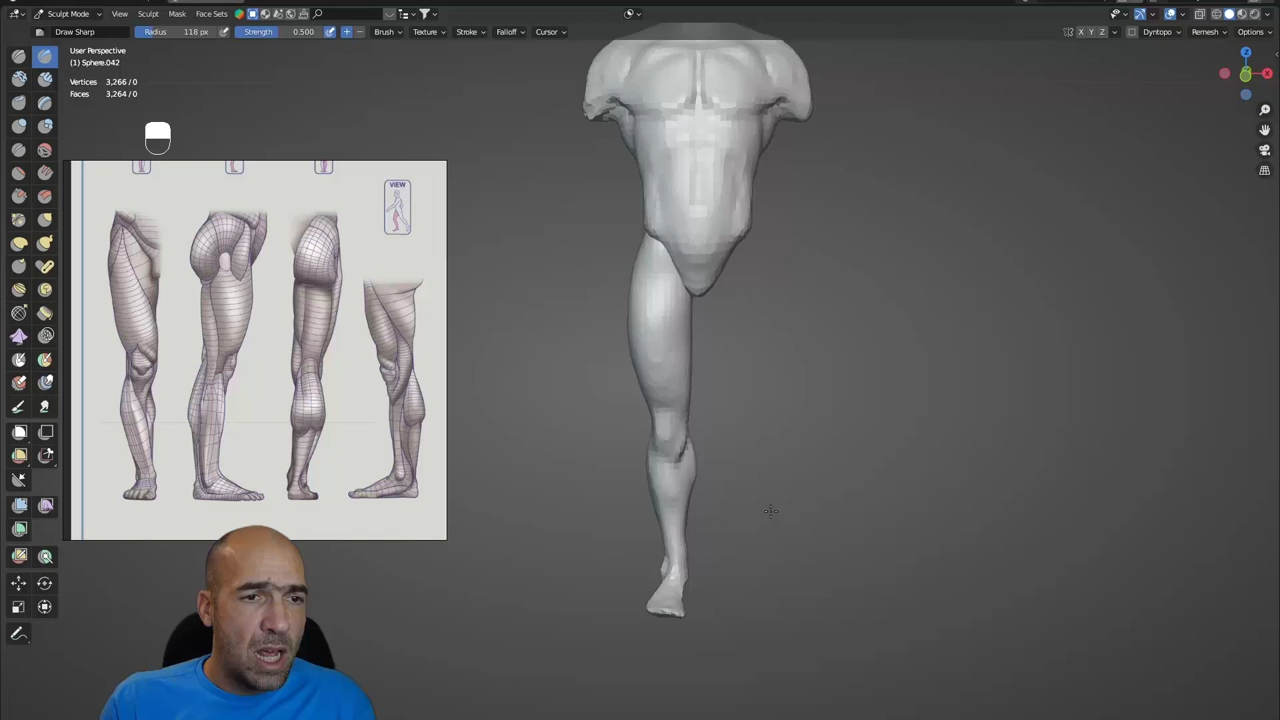 Sculpt Mode View Sculpt Mask Face Sets
Draw Sharp Radius 118 px Strength 0.500 Brush Texture Stroke Falloff Cursor X Y Z Dyntopo Remesh Options
User Perspective
(1) Sphere.042
Vertices 3,266 / 0
Faces 3,264 / 0
Z
X
VIEW